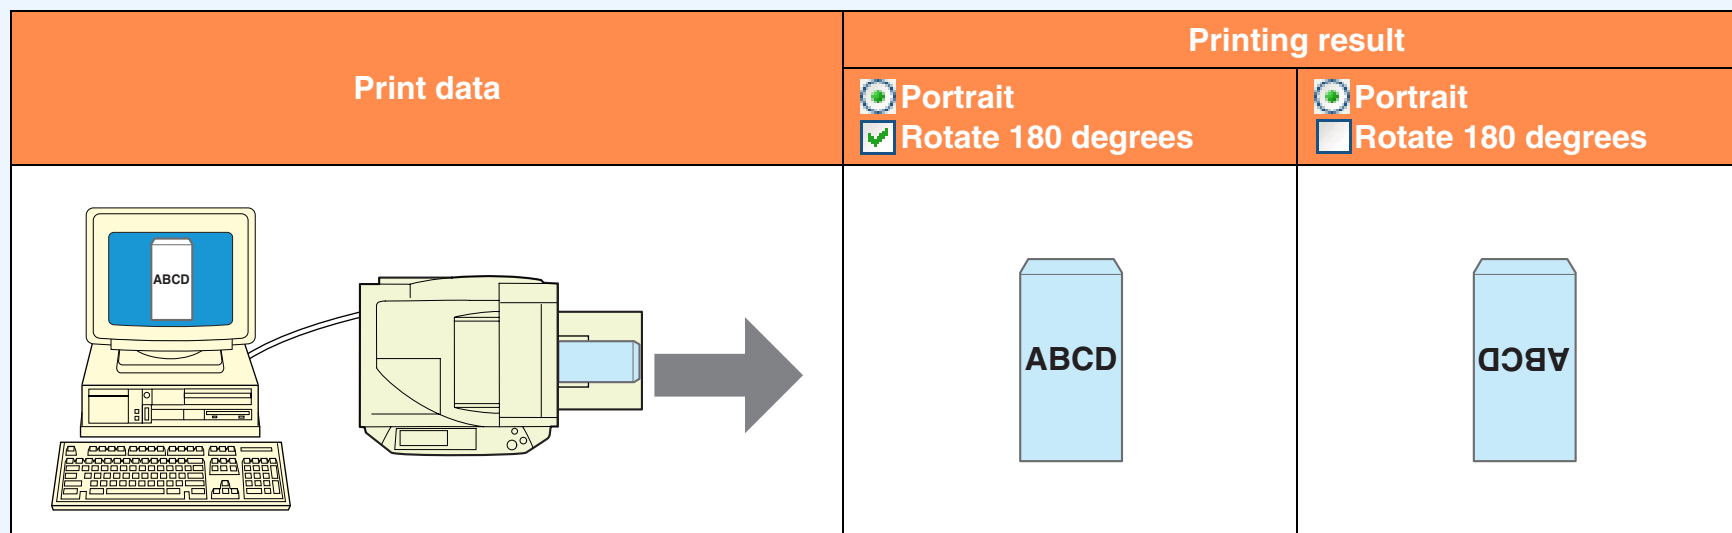 Print data
Printing result
Portrait
Rotate 180 degrees
Portrait
Rotate 180 degrees
ABCD
ABCD
ABCD